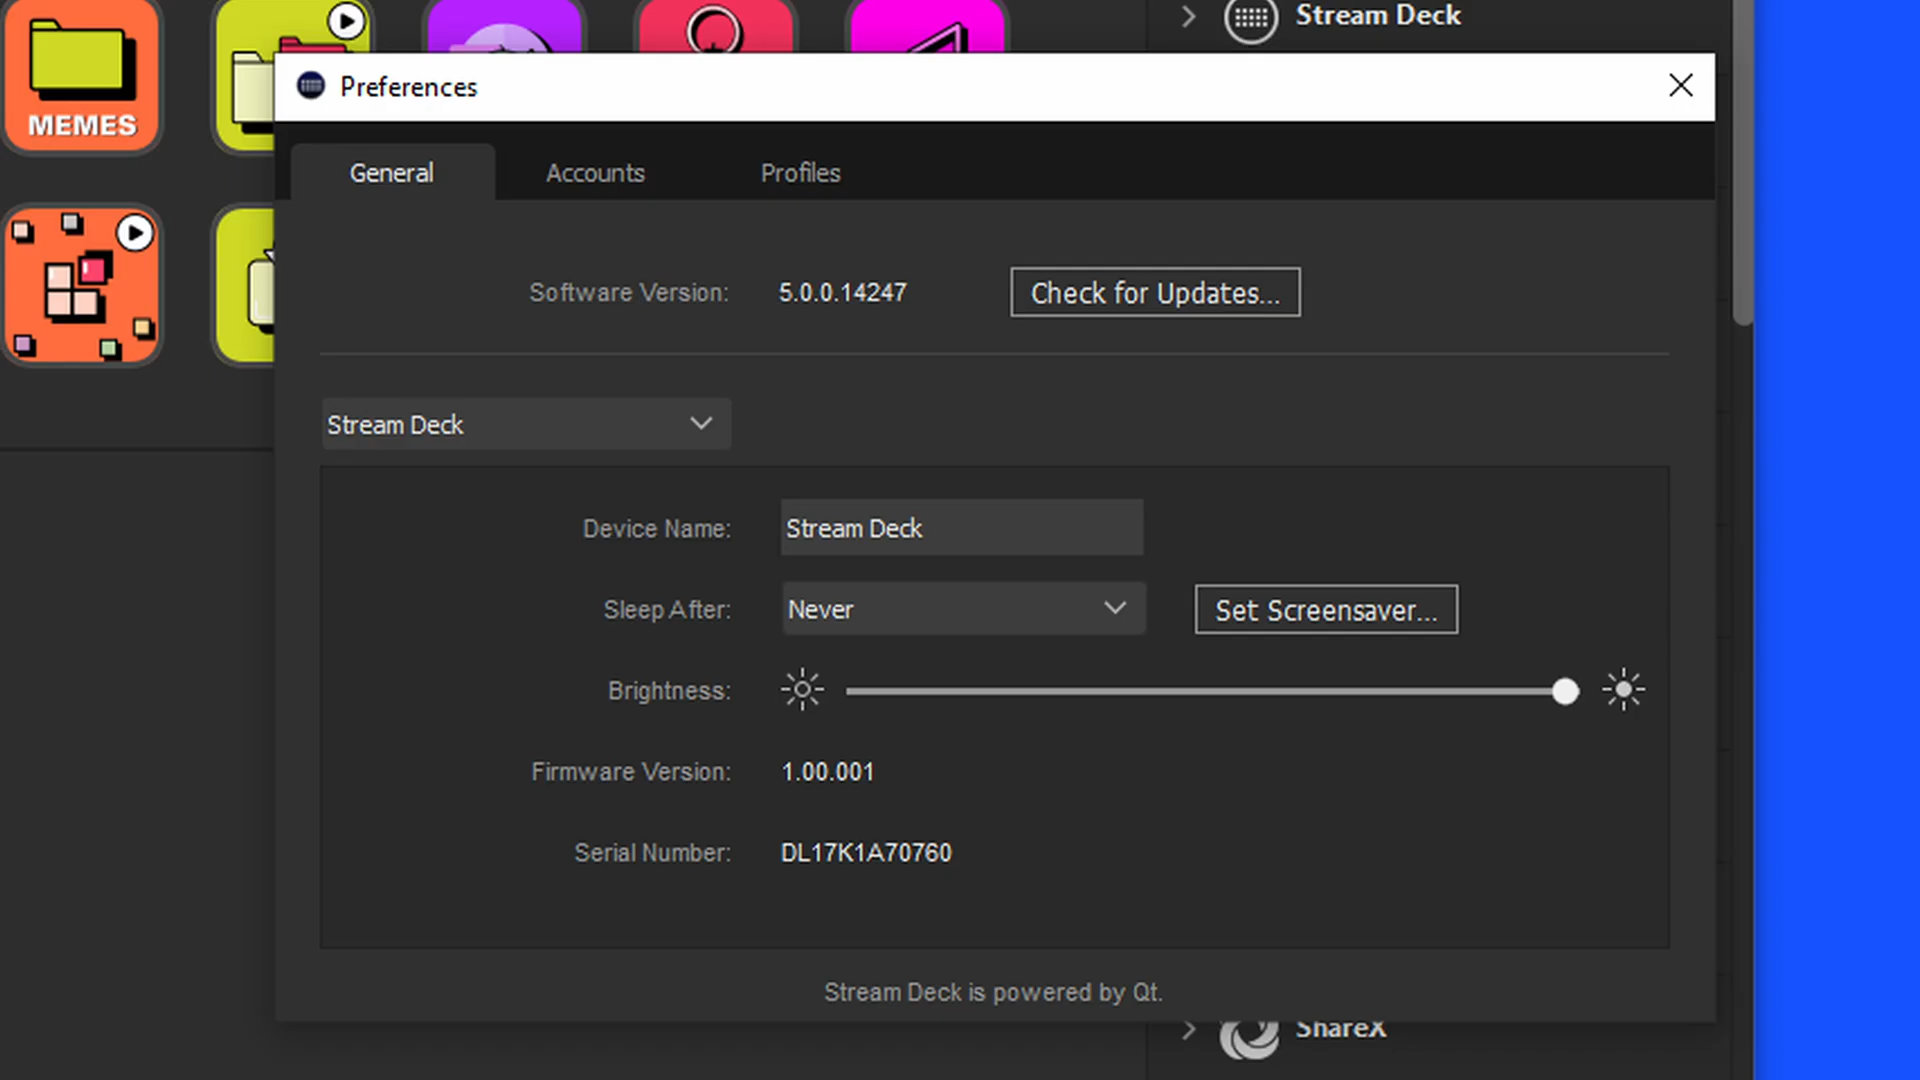 Stream Deck
MEMES
Preferences
General
Accounts
Profiles
Software Version: 5.0.0.14247 Check for Updates...
Stream Deck
Device Name: Stream Deck
Sleep After: Never Set Screensaver...
Brightness:
Firmware Version: 1.00.001
Serial Number: DL17K1A70760
Stream Deck is powered by Qt.
ShareX